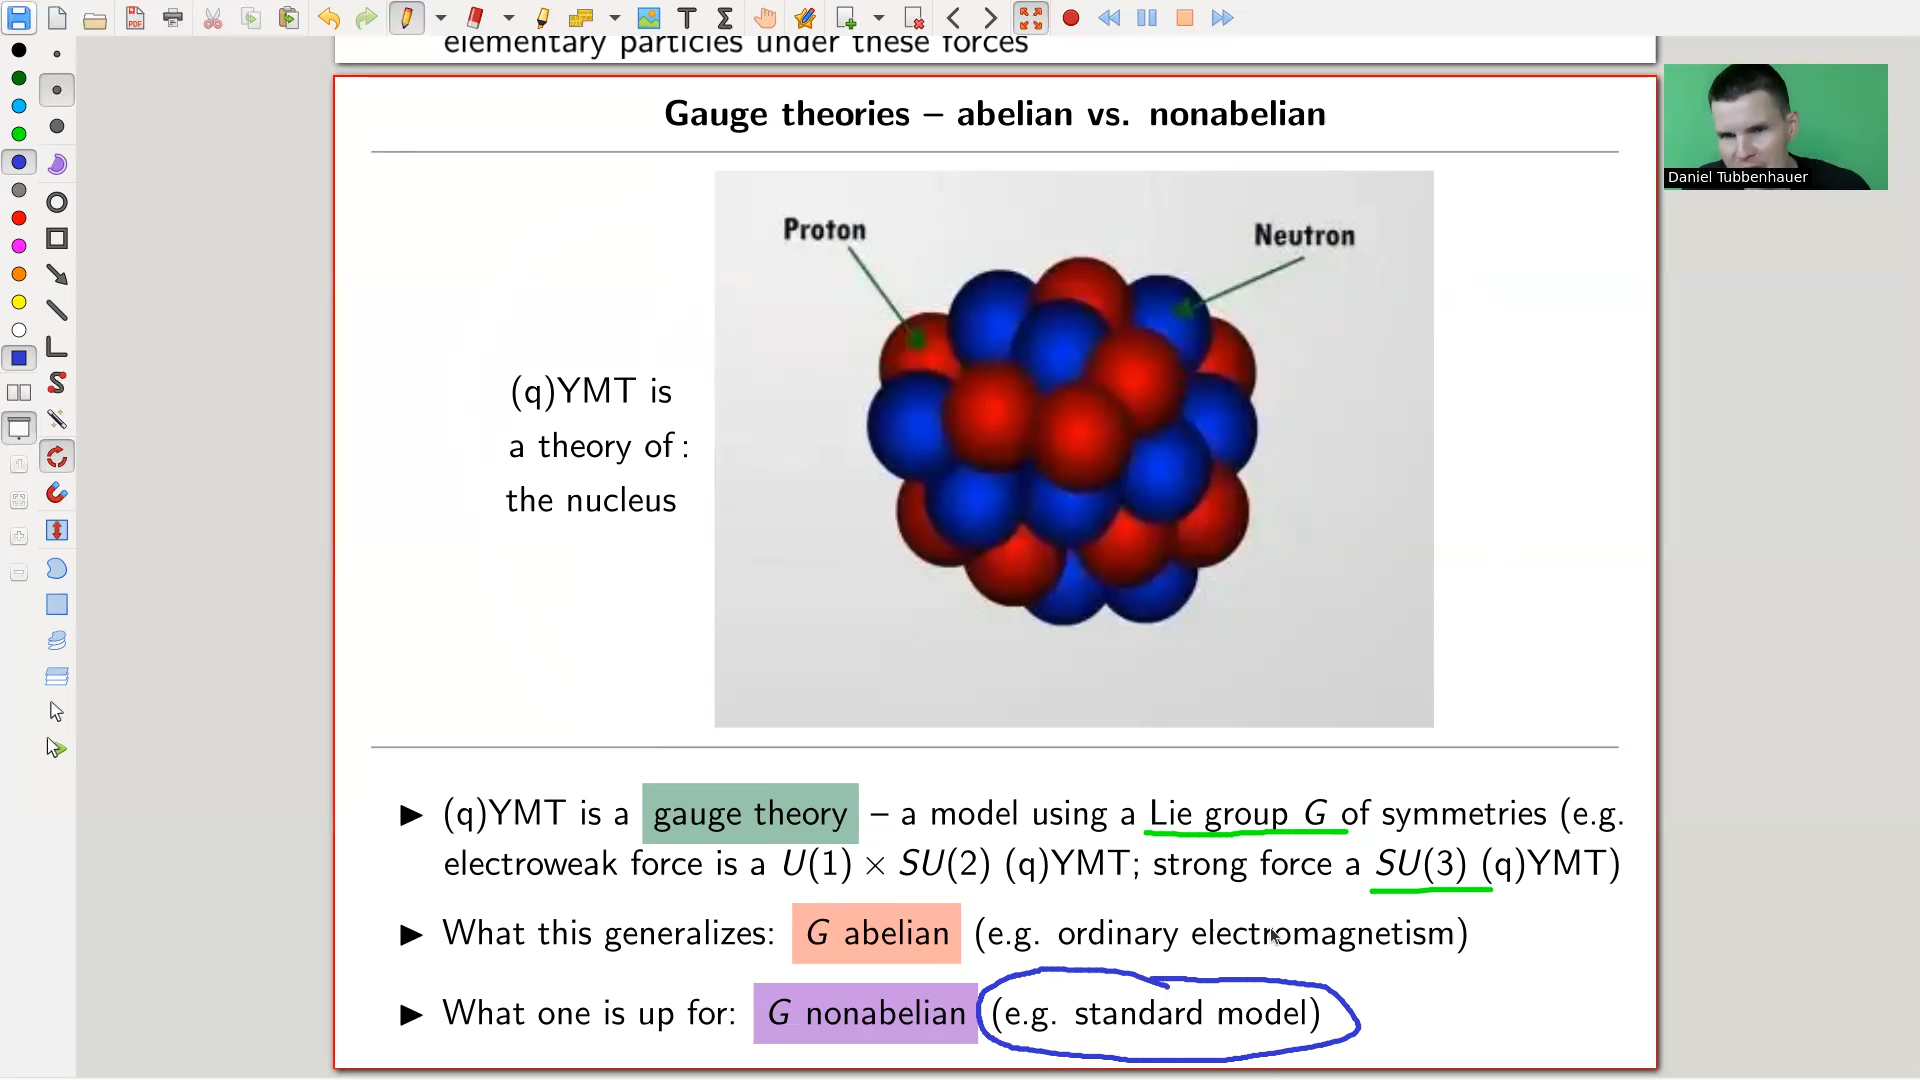 elementary particles under these forces
Gauge theories – abelian vs. nonabelian
Daniel Tubbenhauer
Proton
Neutron
(q)YMT is
a theory of :
the nucleus
▶ (q)YMT is a gauge theory – a model using a Lie group G of symmetries (e.g.
electroweak force is a U(1) × SU(2) (q)YMT; strong force a SU(3) (q)YMT)
▶ What this generalizes: G abelian (e.g. ordinary electromagnetism)
▶ What one is up for: G nonabelian (e.g. standard model)